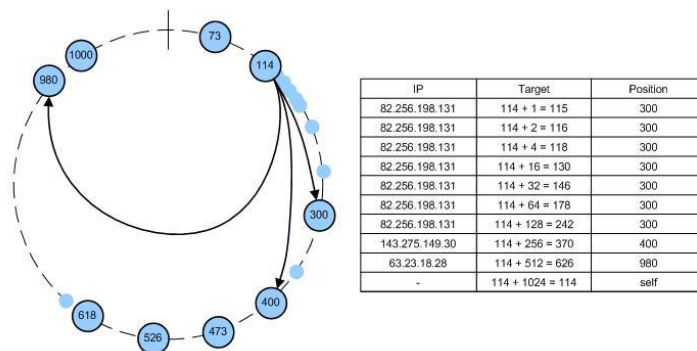 73
1000
114
980
300
400
618
473
526
IP Target Position
82.256.198.131 114 + 1 = 115 300
82.256.198.131 114 + 2 = 116 300
82.256.198.131 114 + 4 = 118 300
82.256.198.131 114 + 16 = 130 300
82.256.198.131 114 + 32 = 146 300
82.256.198.131 114 + 64 = 178 300
82.256.198.131 114 + 128 = 242 300
143.275.149.30 114 + 256 = 370 400
63.23.18.28 114 + 512 = 626 980
- 114 + 1024 = 114 self